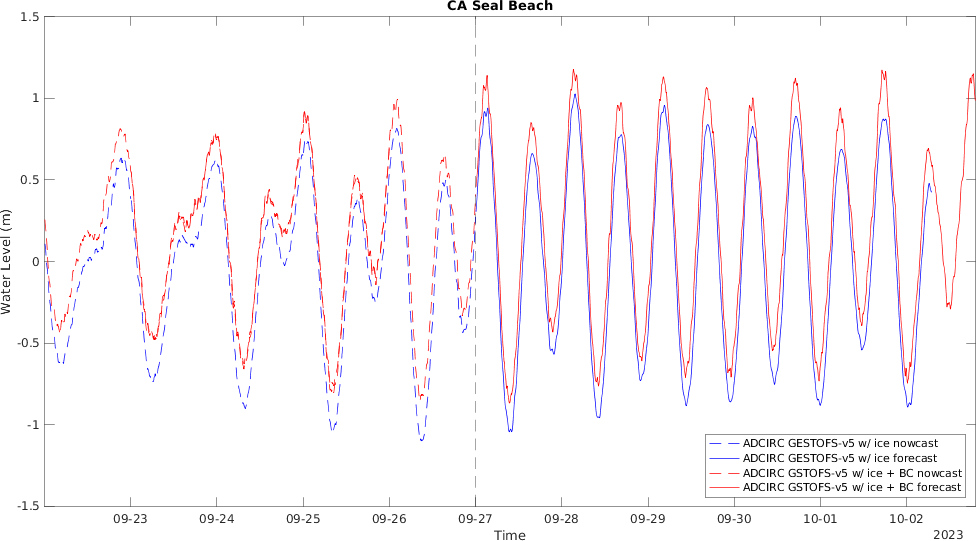 CA Seal Beach
1.5
1
0.5
0
-0.5
-1
-1.5
Water Level (m)
ADCIRC GESTOFS-v5 w/ ice nowcast
ADCIRC GESTOFS-v5 w/ ice forecast
ADCIRC GSTOFS-v5 w/ ice + BC nowcast
ADCIRC GSTOFS-v5 w/ ice + BC forecast
09-23 09-24 09-25 09-26 09-27 09-28 09-29 09-30 10-01 10-02
Time
2023